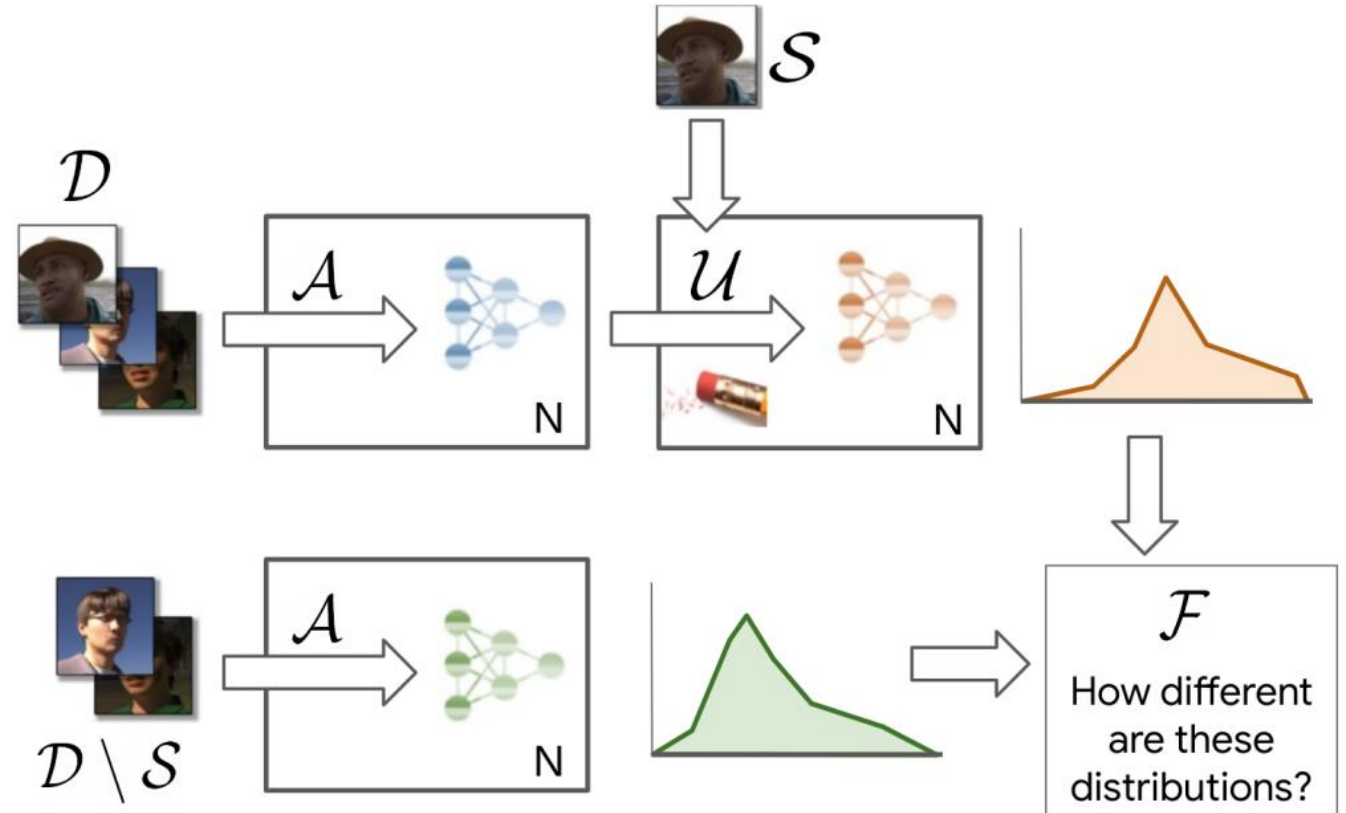 𝒮
𝒟
𝒜
N
𝒰
N
𝒟 \ 𝒮
𝒜
N
ℱ
How different
are these
distributions?